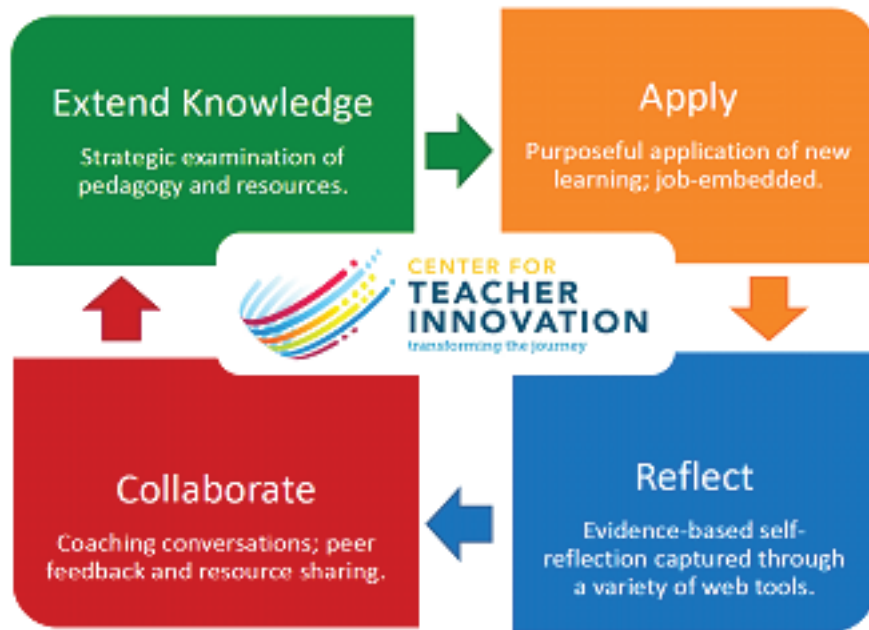 Extend Knowledge
Strategic examination of
pedagogy and resources.
Apply
Purposeful application of new
learning; job-embedded.
CENTER FOR
TEACHER
INNOVATION
transforming the journey
Collaborate
Coaching conversations; peer
feedback and resource sharing.
Reflect
Evidence-based self-
reflection captured through
a variety of web tools.